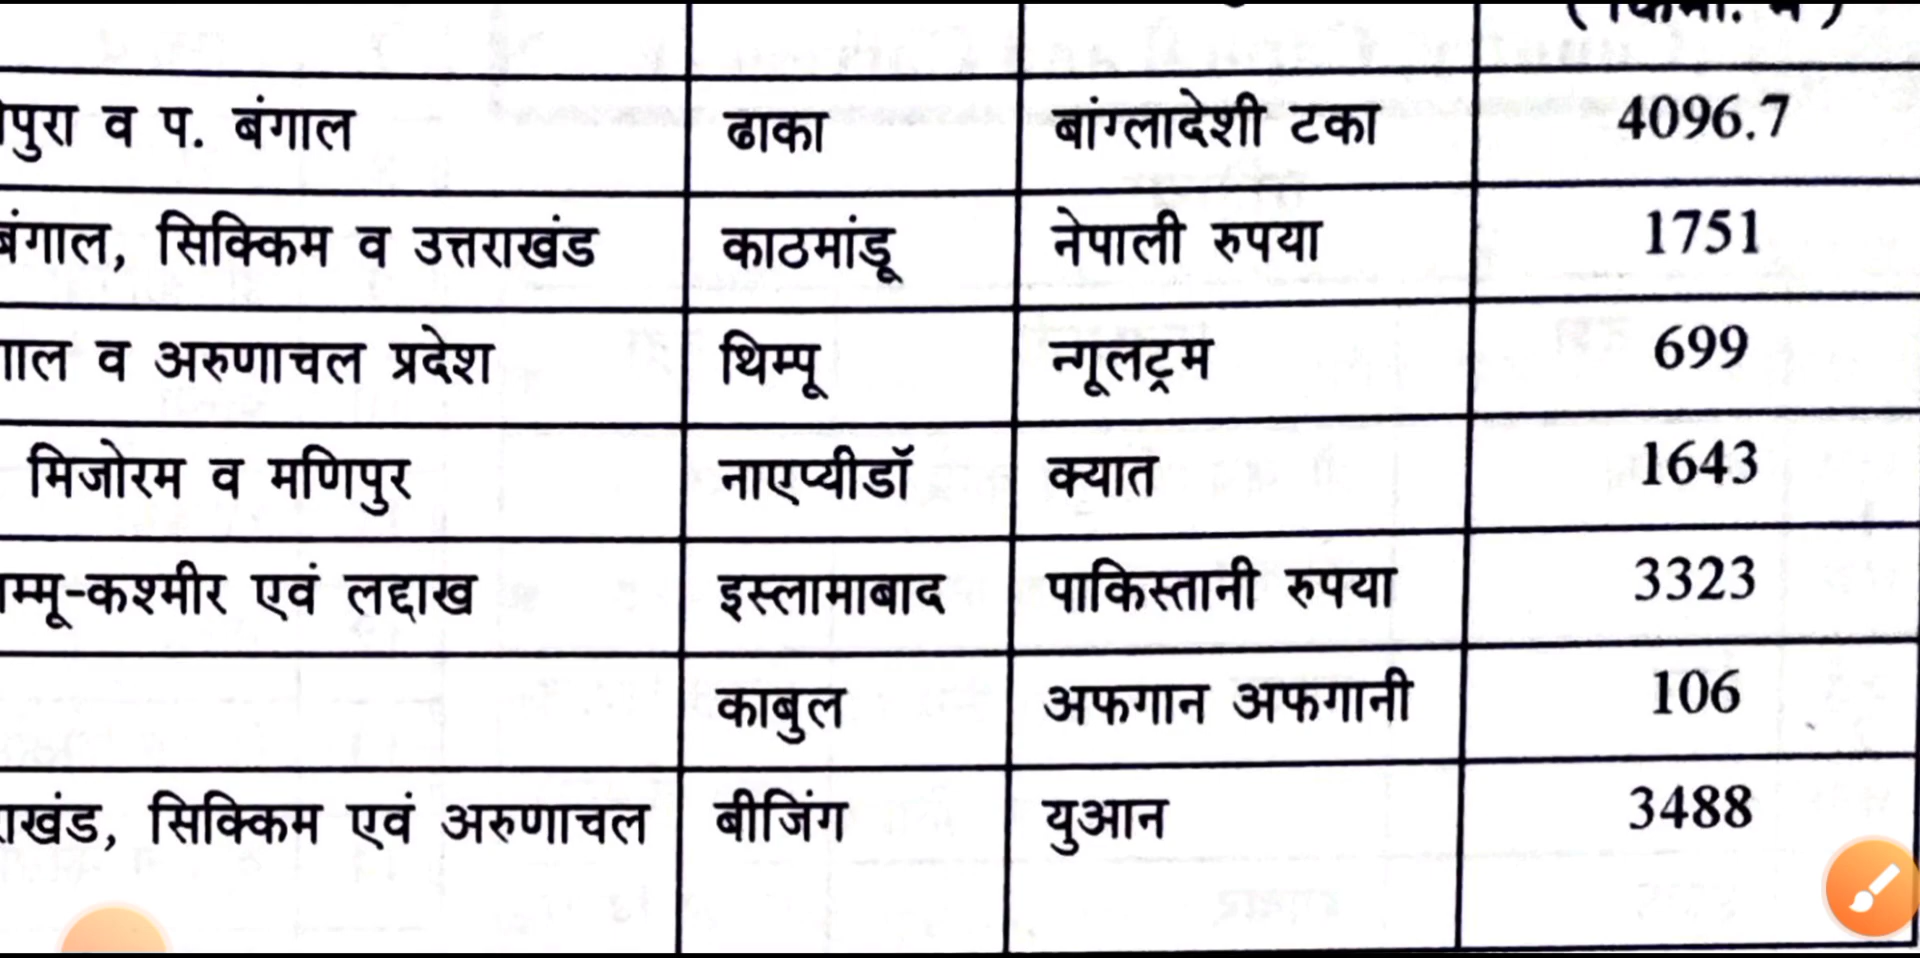 ( किमी. में )
व प. बंगाल ढाका बांग्लादेशी टका 4096.7
बंगाल, सिक्किम व उत्तराखंड काठमांडू नेपाली रुपया 1751
व अरुणाचल प्रदेश थिम्पू न्गूलट्रम 699
मिजोरम व मणिपुर नाएप्यीडॉ क्यात 1643
एवं लद्दाख इस्लामाबाद पाकिस्तानी रुपया 3323
काबुल अफगान अफगानी 106
सिक्किम एवं अरुणाचल बीजिंग युआन 3488